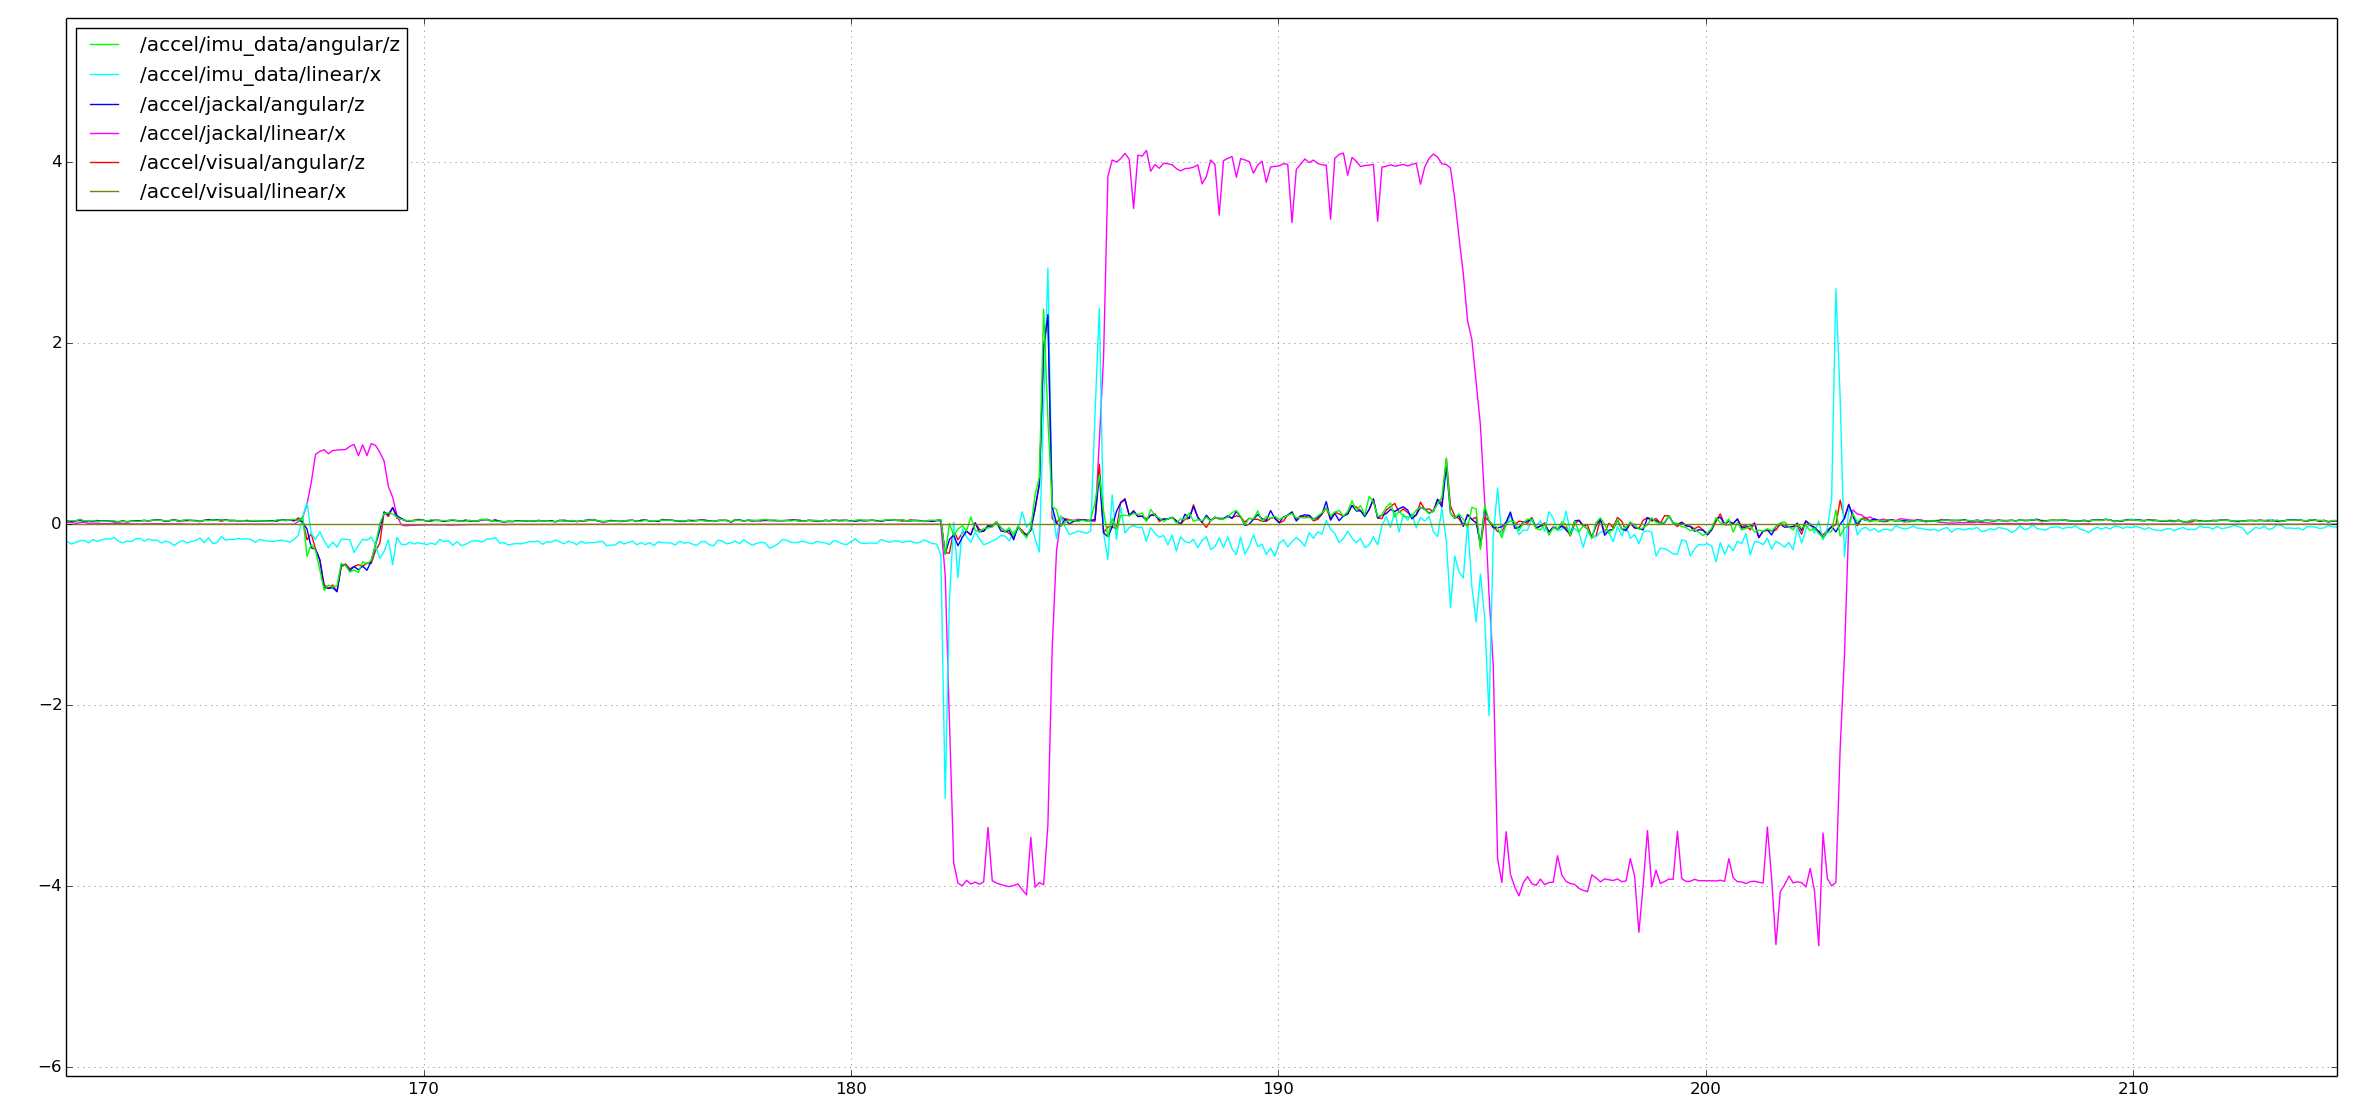 /accel/imu_data/angular/z
/accel/imu_data/linear/x
/accel/jackal/angular/z
/accel/jackal/linear/x
/accel/visual/angular/z
/accel/visual/linear/x
4
2
0
−2
−4
−6
170 180 190 200 210